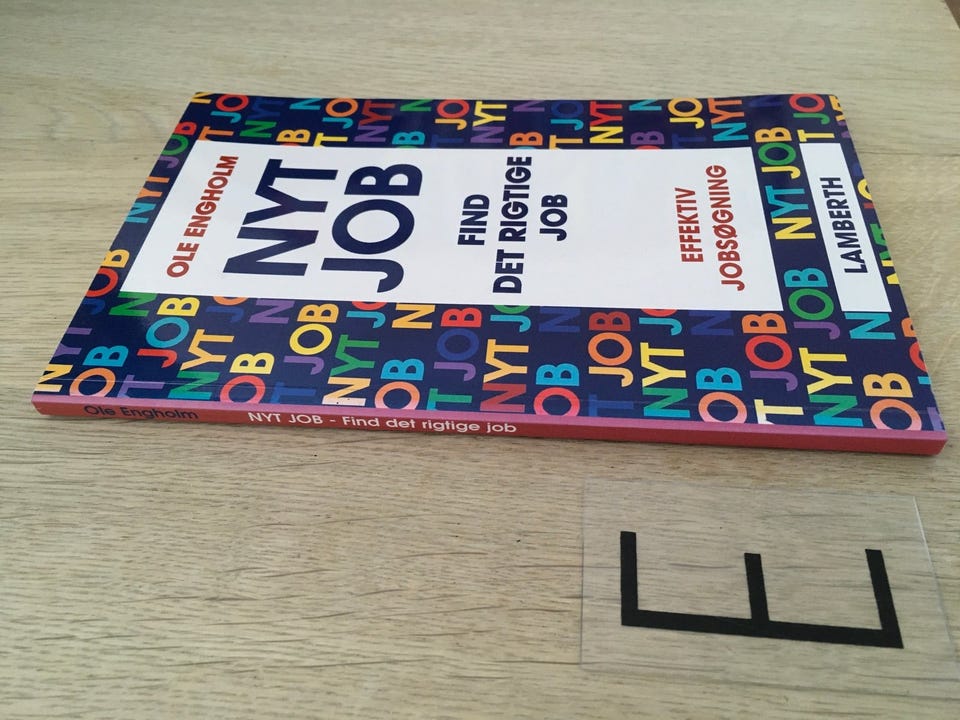 OLE ENGHOLM
NYT
JOB
FIND
DET RIGTIGE
JOB
EFFEKTIV
JOBSØGNING
LAMBERTH
Ole Engholm
NYT JOB - Find det rigtige job
E